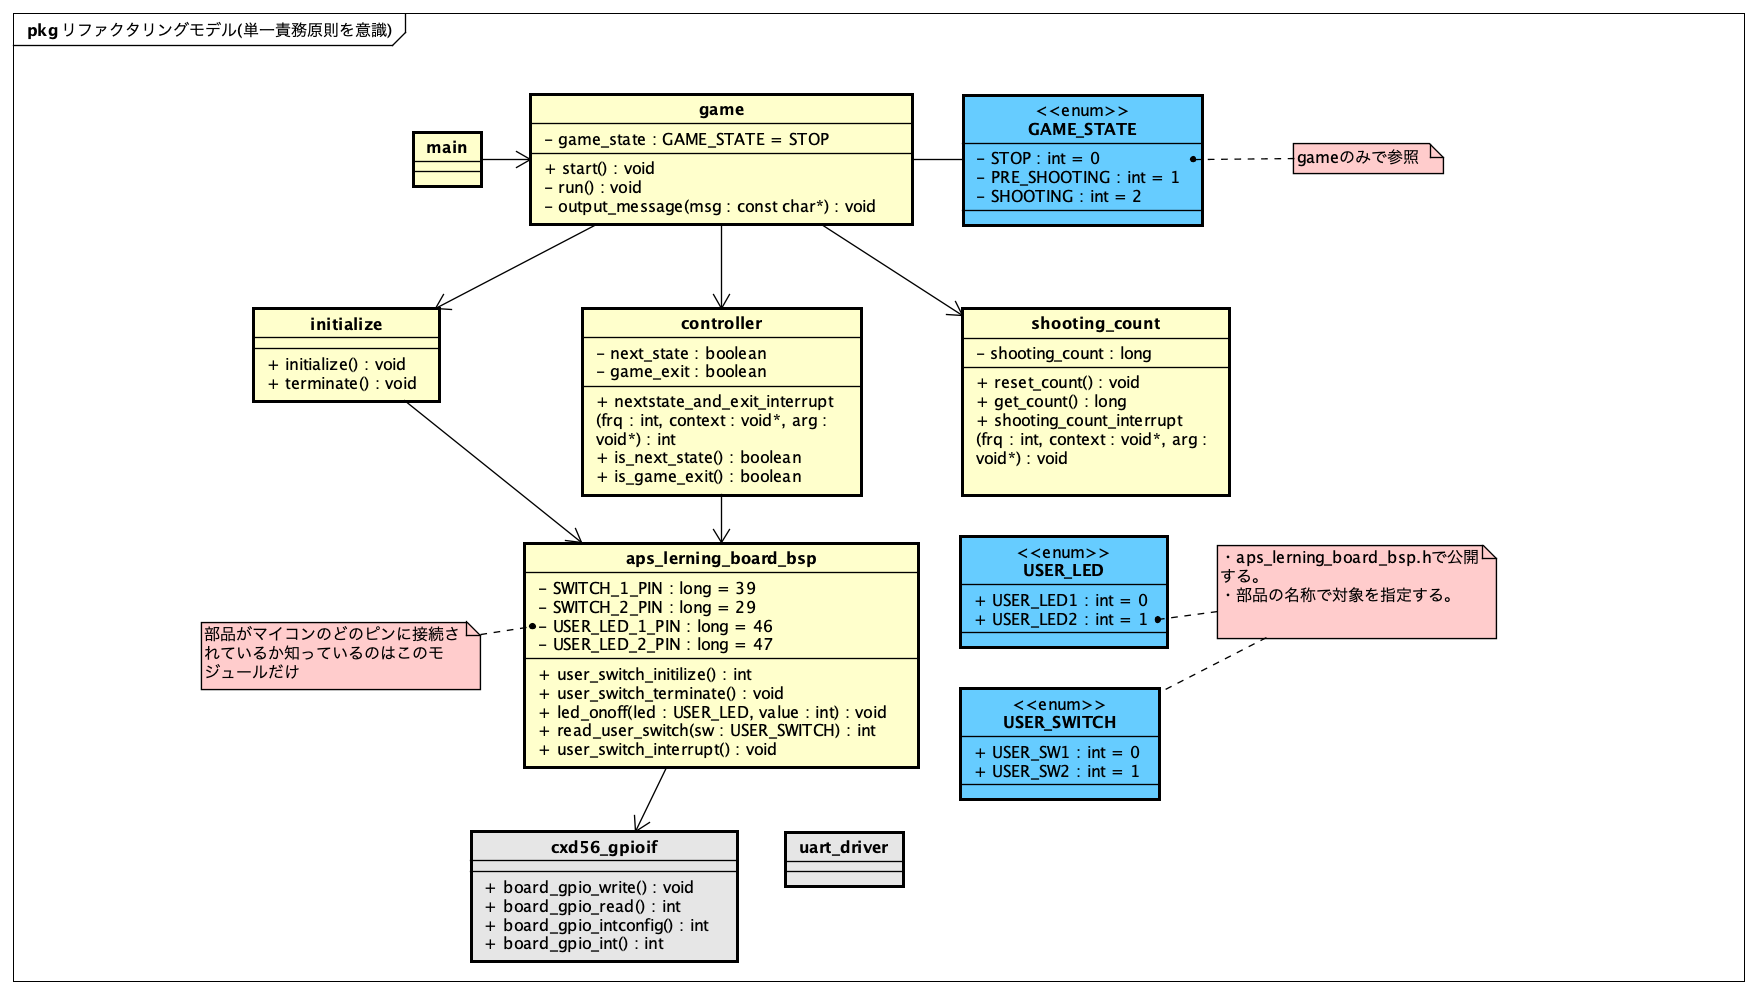 pkg リファクタリングモデル(単一責務原則を意識)
main
game
– game_state : GAME_STATE = STOP
+ start() : void
– run() : void
– output_message(msg : const char*) : void
<<enum>>
GAME_STATE
– STOP : int = 0
– PRE_SHOOTING : int = 1
– SHOOTING : int = 2
gameのみで参照
initialize
+ initialize() : void
+ terminate() : void
controller
– next_state : boolean
– game_exit : boolean
+ nextstate_and_exit_interrupt
(frq : int, context : void*, arg :
void*) : int
+ is_next_state() : boolean
+ is_game_exit() : boolean
shooting_count
– shooting_count : long
+ reset_count() : void
+ get_count() : long
+ shooting_count_interrupt
(frq : int, context : void*, arg :
void*) : void
aps_lerning_board_bsp
– SWITCH_1_PIN : long = 39
– SWITCH_2_PIN : long = 29
– USER_LED_1_PIN : long = 46
– USER_LED_2_PIN : long = 47
+ user_switch_initilize() : int
+ user_switch_terminate() : void
+ led_onoff(led : USER_LED, value : int) : void
+ read_user_switch(sw : USER_SWITCH) : int
+ user_switch_interrupt() : void
部品がマイコンのどのピンに接続さ
れているか知っているのはこのモ
ジュールだけ
<<enum>>
USER_LED
+ USER_LED1 : int = 0
+ USER_LED2 : int = 1
・aps_lerning_board_bsp.hで公開
する。
・部品の名称で対象を指定する。
<<enum>>
USER_SWITCH
+ USER_SW1 : int = 0
+ USER_SW2 : int = 1
cxd56_gpioif
+ board_gpio_write() : void
+ board_gpio_read() : int
+ board_gpio_intconfig() : int
+ board_gpio_int() : int
uart_driver